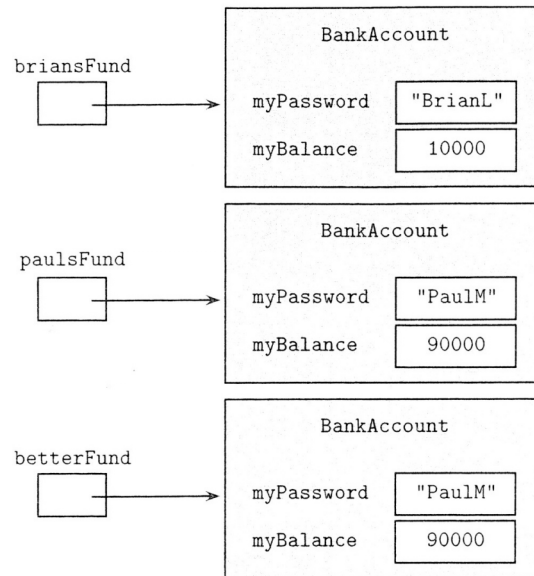 BankAccount
briansFund
myPassword "BrianL"
myBalance 10000
BankAccount
paulsFund
myPassword "PaulM"
myBalance 90000
BankAccount
betterFund
myPassword "PaulM"
myBalance 90000